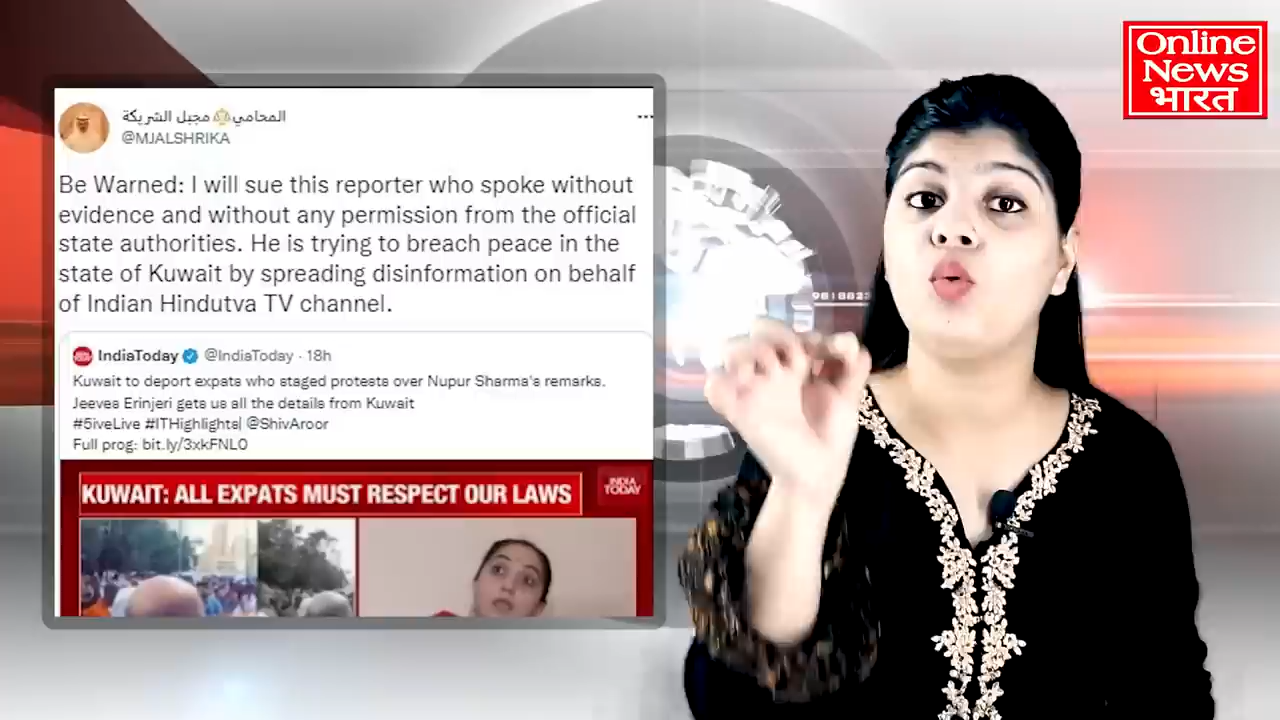 Online
News
भारत
المحامي⚖️مجبل الشريكة
@MJALSHRIKA
Be Warned: I will sue this reporter who spoke without
evidence and without any permission from the official
state authorities. He is trying to breach peace in the
state of Kuwait by spreading disinformation on behalf
of Indian Hindutva TV channel.
IndiaToday @IndiaToday · 18h
Kuwait to deport expats who staged protests over Nupur Sharma's remarks.
Jeeves Erinjeri gets us all the details from Kuwait
#5iveLive #ITHighlights| @ShivAroor
Full prog: bit.ly/3xkFNLO
KUWAIT: ALL EXPATS MUST RESPECT OUR LAWS
INDIA
TODAY